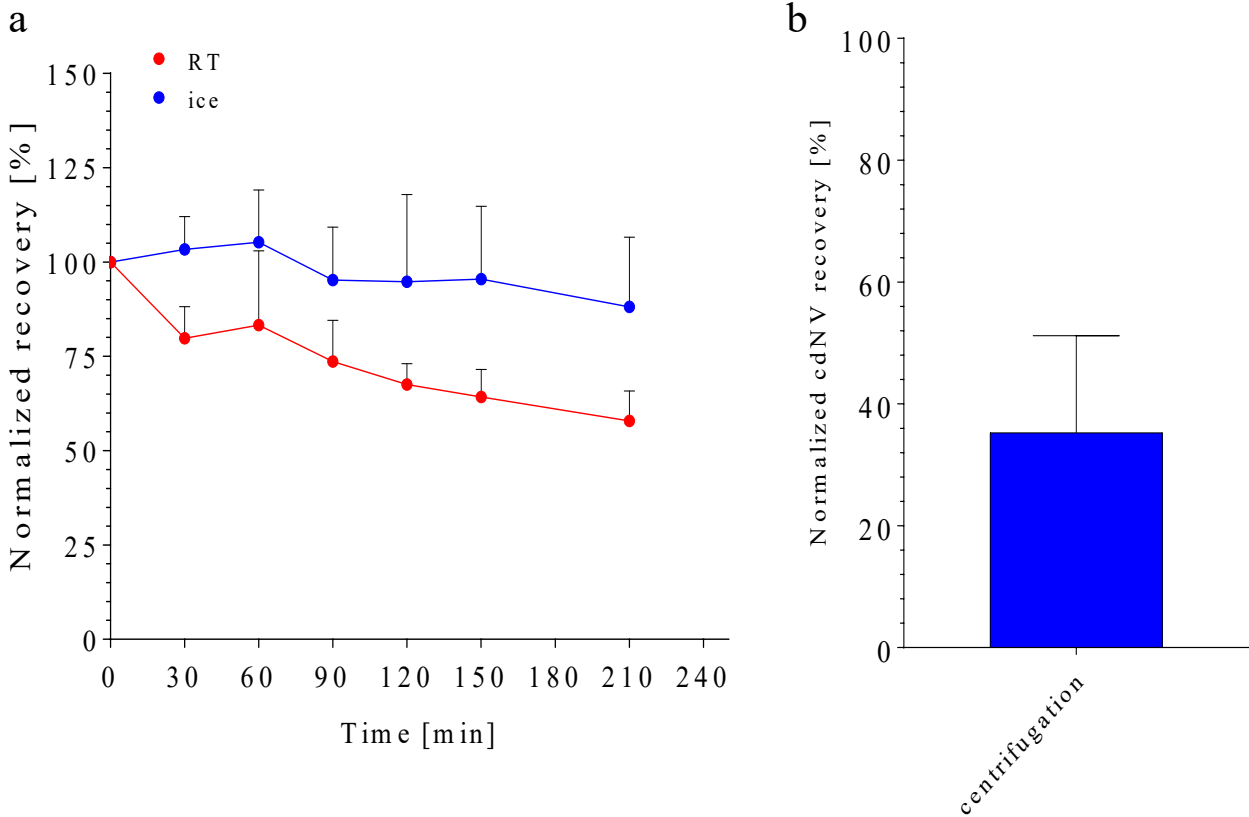 a
RT
ice
Normalized recovery [%]
150
125
100
75
50
25
0
0 30 60 90 120 150 180 210 240
Time [min]
b
Normalized cdNV recovery [%]
100
80
60
40
20
0
centrifugation